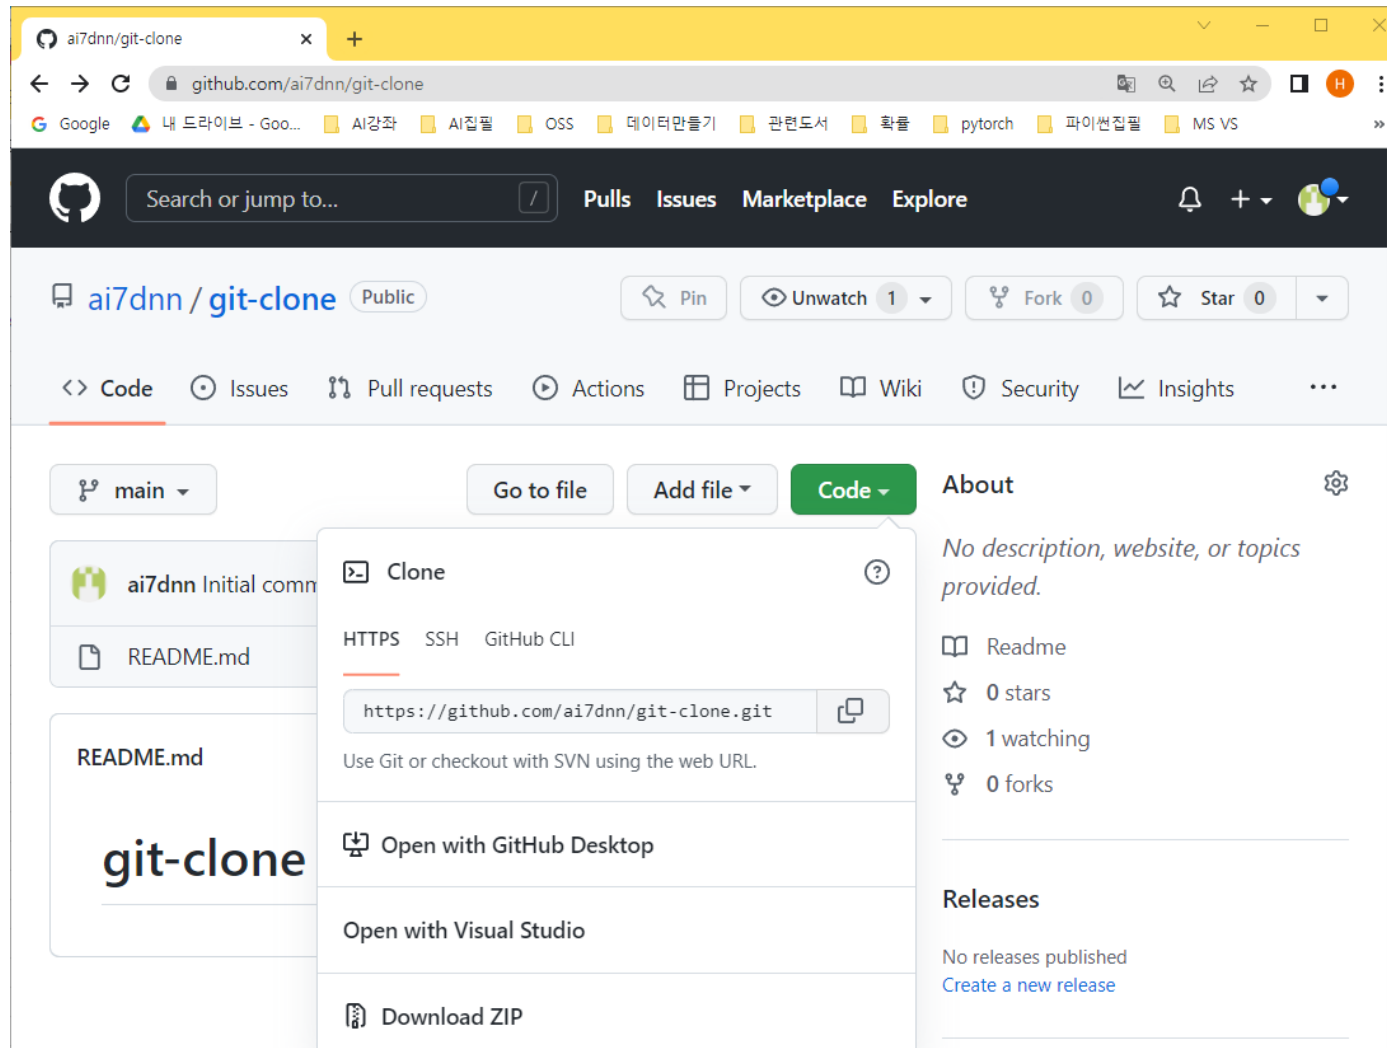 ai7dnn/git-clone
github.com/ai7dnn/git-clone
H
Google 내 드라이브 - Goo... AI강좌 AI집필 OSS 데이터만들기 관련도서 확률 pytorch 파이썬집필 MS VS »
Search or jump to... / Pulls Issues Marketplace Explore
ai7dnn / git-clone Public Pin Unwatch 1 Fork 0 Star 0
Code Issues Pull requests Actions Projects Wiki Security Insights ...
main Go to file Add file Code
About
No description, website, or topics
provided.
Readme
0 stars
1 watching
0 forks
Releases
No releases published
Create a new release
ai7dnn Initial comm
README.md
README.md
git-clone
Clone
HTTPS SSH GitHub CLI
https://github.com/ai7dnn/git-clone.git
Use Git or checkout with SVN using the web URL.
Open with GitHub Desktop
Open with Visual Studio
Download ZIP